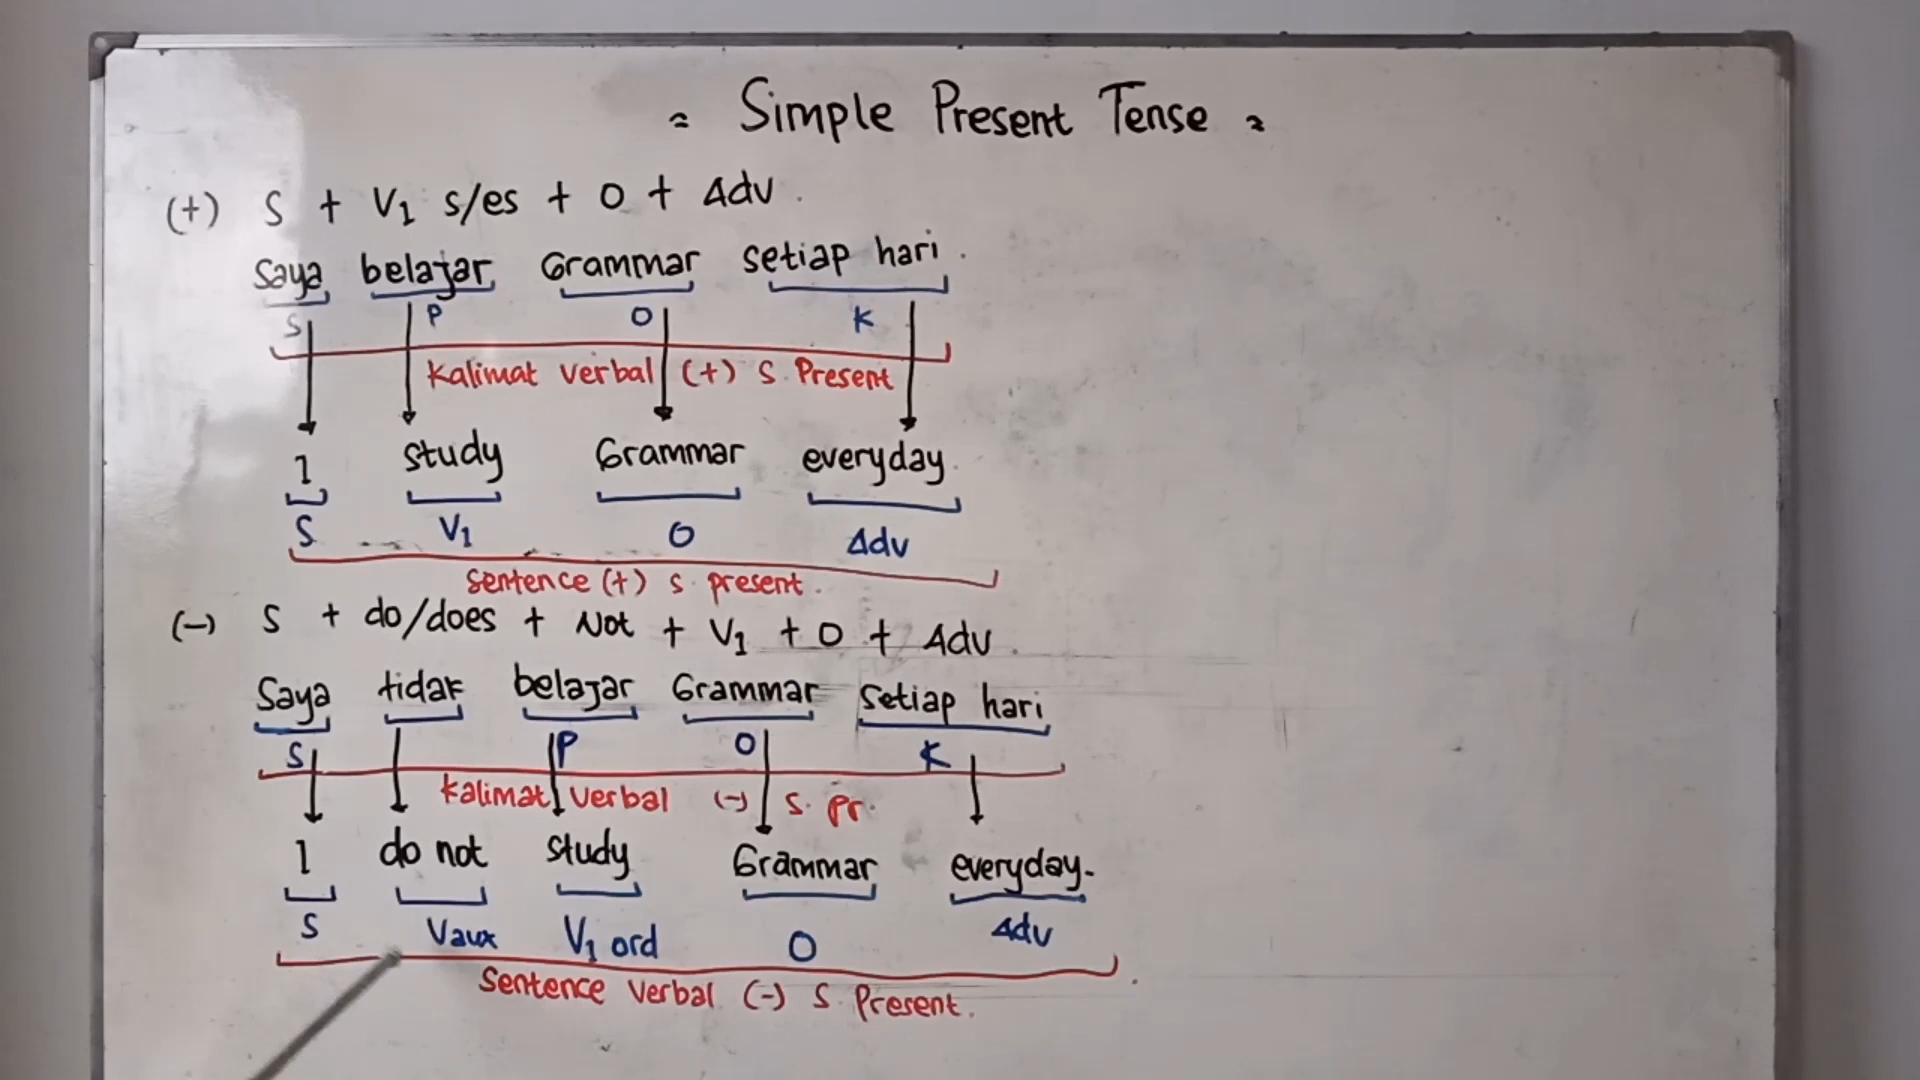 = Simple Present Tense =
(+) S + V1 s/es + O + Adv.
Saya belajar Grammar setiap hari.
S P O K
Kalimat verbal (+) S. Present
I study Grammar everyday.
S V1 O Adv
Sentence (+) S. present.
(-) S + do/does + Not + V1 + O + Adv.
Saya tidak belajar Grammar setiap hari
S P O K
Kalimat verbal (-) S. pr.
I do not study Grammar everyday.
S Vaux V1 ord O Adv
Sentence Verbal (-) S Present.